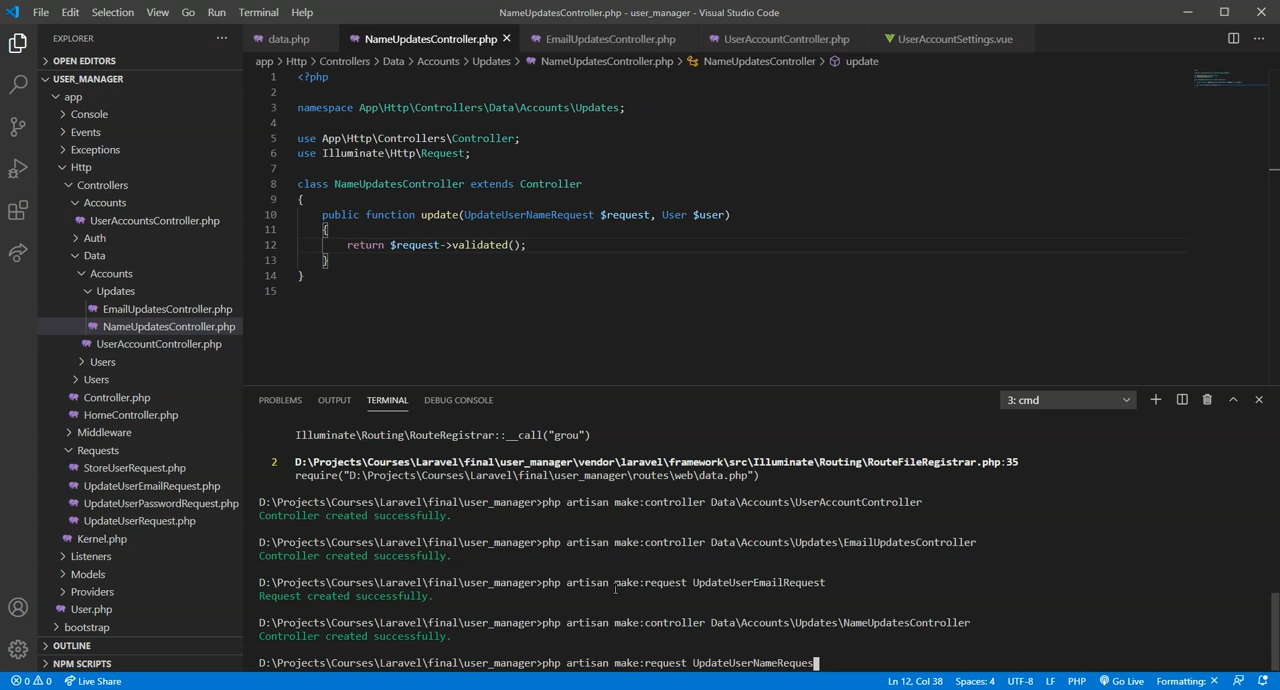 File Edit Selection View Go Run Terminal Help NameUpdatesController.php - user_manager - Visual Studio Code
EXPLORER
OPEN EDITORS
USER_MANAGER
app
Console
Events
Exceptions
Http
Controllers
Accounts
UserAccountsController.php
Auth
Data
Accounts
Updates
EmailUpdatesController.php
NameUpdatesController.php
UserAccountController.php
Users
Users
Controller.php
HomeController.php
Middleware
Requests
StoreUserRequest.php
UpdateUserEmailRequest.php
UpdateUserPasswordRequest.php
UpdateUserRequest.php
Kernel.php
Listeners
Models
Providers
User.php
bootstrap
OUTLINE
NPM SCRIPTS
data.php NameUpdatesController.php EmailUpdatesController.php UserAccountController.php UserAccountSettings.vue
app > Http > Controllers > Data > Accounts > Updates > NameUpdatesController.php > NameUpdatesController > update
1 <?php
2
3 namespace App\Http\Controllers\Data\Accounts\Updates;
4
5 use App\Http\Controllers\Controller;
6 use Illuminate\Http\Request;
7
8 class NameUpdatesController extends Controller
9 {
10 public function update(UpdateUserNameRequest $request, User $user)
11 {
12 return $request->validated();
13 }
14 }
15
PROBLEMS OUTPUT TERMINAL DEBUG CONSOLE 3: cmd
Illuminate\Routing\RouteRegistrar::__call("grou")
2 D:\Projects\Courses\Laravel\final\user_manager\vendor\laravel\framework\src\Illuminate\Routing\RouteFileRegistrar.php:35
require("D:\Projects\Courses\Laravel\final\user_manager\routes\web\data.php")
D:\Projects\Courses\Laravel\final\user_manager>php artisan make:controller Data\Accounts\UserAccountController
Controller created successfully.
D:\Projects\Courses\Laravel\final\user_manager>php artisan make:controller Data\Accounts\Updates\EmailUpdatesController
Controller created successfully.
D:\Projects\Courses\Laravel\final\user_manager>php artisan make:request UpdateUserEmailRequest
Request created successfully.
D:\Projects\Courses\Laravel\final\user_manager>php artisan make:controller Data\Accounts\Updates\NameUpdatesController
Controller created successfully.
D:\Projects\Courses\Laravel\final\user_manager>php artisan make:request UpdateUserNameReques
0 0 Live Share Ln 12, Col 38 Spaces: 4 UTF-8 LF PHP Go Live Formatting: ×